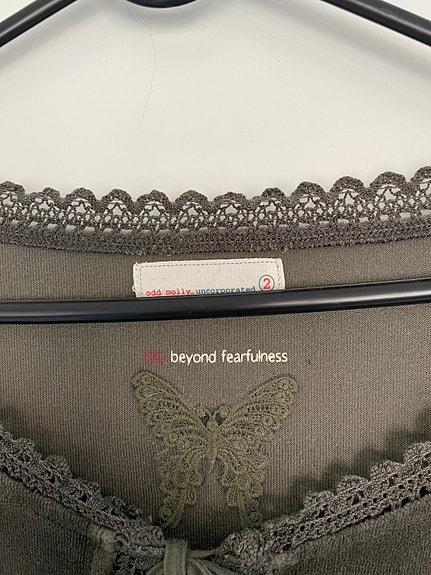 odd molly. uncorporated 2
beyond fearfulness